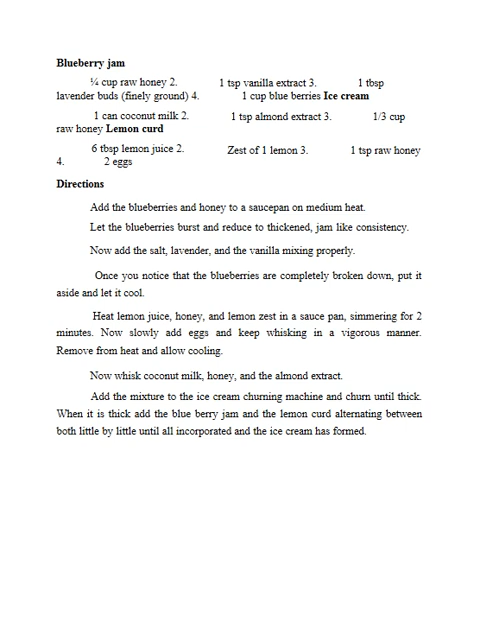 Blueberry jam
¼ cup raw honey 2. 1 tsp vanilla extract 3. 1 tbsp
lavender buds (finely ground) 4. 1 cup blue berries Ice cream
1 can coconut milk 2. 1 tsp almond extract 3. 1/3 cup
raw honey Lemon curd
6 tbsp lemon juice 2. Zest of 1 lemon 3. 1 tsp raw honey
4. 2 eggs
Directions
Add the blueberries and honey to a saucepan on medium heat.
Let the blueberries burst and reduce to thickened, jam like consistency.
Now add the salt, lavender, and the vanilla mixing properly.
Once you notice that the blueberries are completely broken down, put it
aside and let it cool.
Heat lemon juice, honey, and lemon zest in a sauce pan, simmering for 2
minutes. Now slowly add eggs and keep whisking in a vigorous manner.
Remove from heat and allow cooling.
Now whisk coconut milk, honey, and the almond extract.
Add the mixture to the ice cream churning machine and churn until thick.
When it is thick add the blue berry jam and the lemon curd alternating between
both little by little until all incorporated and the ice cream has formed.